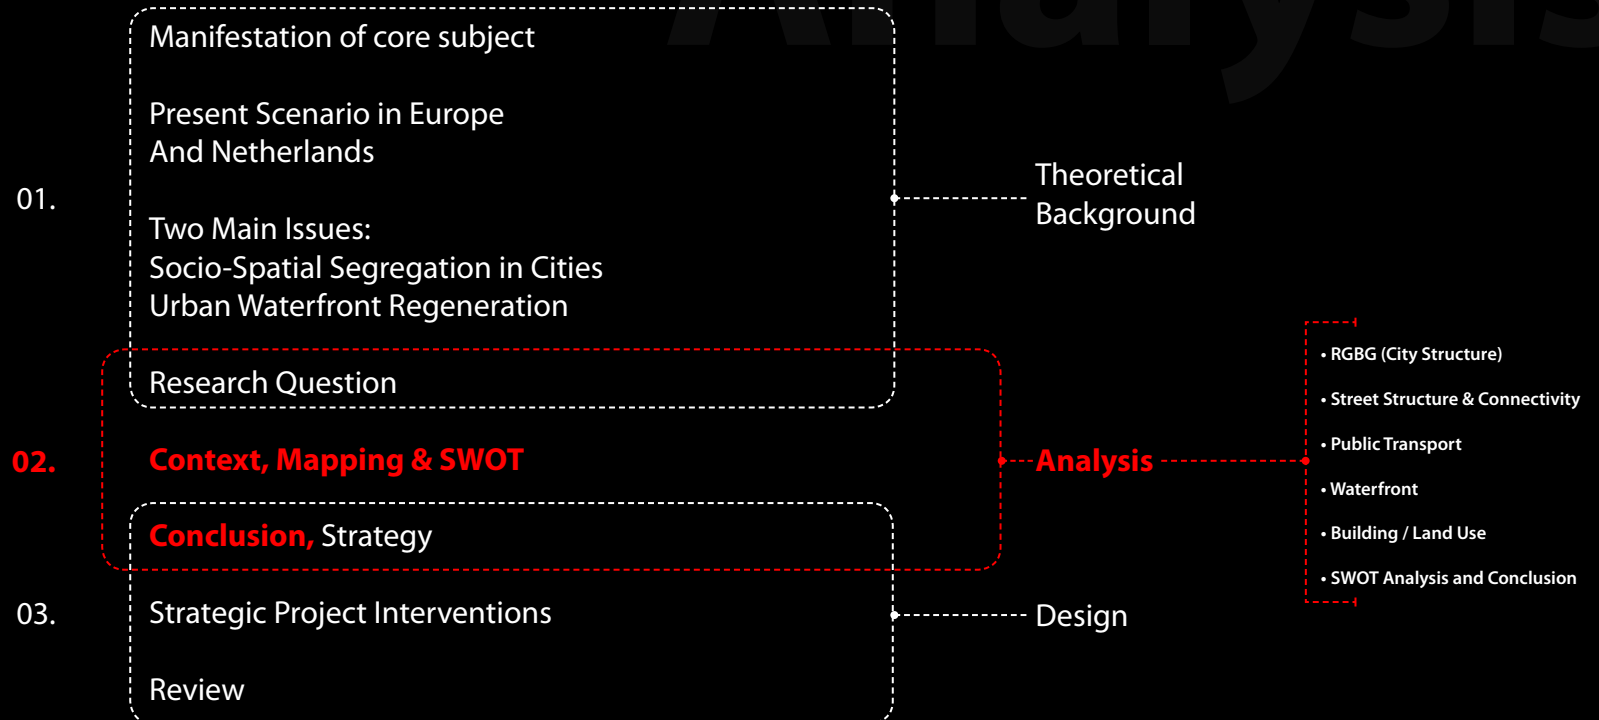 Analysis
Manifestation of core subject
Present Scenario in Europe
And Netherlands
01.
Two Main Issues:
Socio-Spatial Segregation in Cities
Urban Waterfront Regeneration
Theoretical
Background
Research Question
02.
Context, Mapping & SWOT
Analysis
• RGBG (City Structure)
• Street Structure & Connectivity
• Public Transport
• Waterfront
• Building / Land Use
• SWOT Analysis and Conclusion
Conclusion, Strategy
03.
Strategic Project Interventions
Design
Review